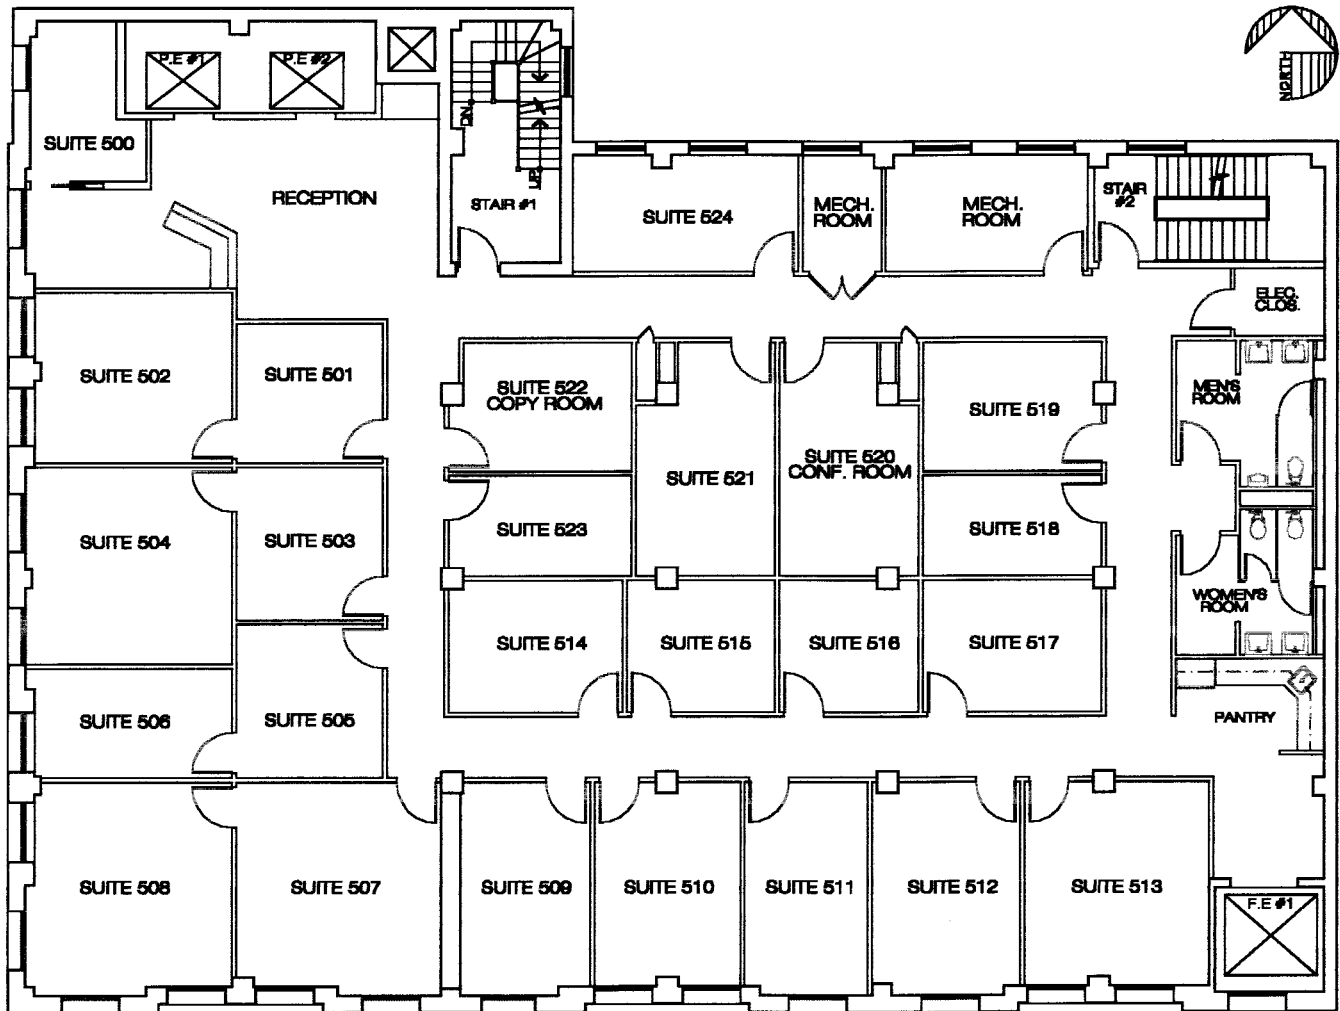 P.E #1
P.E #2
NORTH
DN
SUITE 500
RECEPTION
UP
STAIR #1
SUITE 524
MECH.
ROOM
MECH.
ROOM
STAIR
#2
ELEC.
CLOS.
SUITE 502
SUITE 501
SUITE 522
COPY ROOM
SUITE 519
MEN'S
ROOM
SUITE 521
SUITE 520
CONF. ROOM
SUITE 504
SUITE 503
SUITE 523
SUITE 518
WOMEN'S
ROOM
SUITE 514
SUITE 515
SUITE 516
SUITE 517
SUITE 506
SUITE 505
PANTRY
SUITE 508
SUITE 507
SUITE 509
SUITE 510
SUITE 511
SUITE 512
SUITE 513
F.E #1